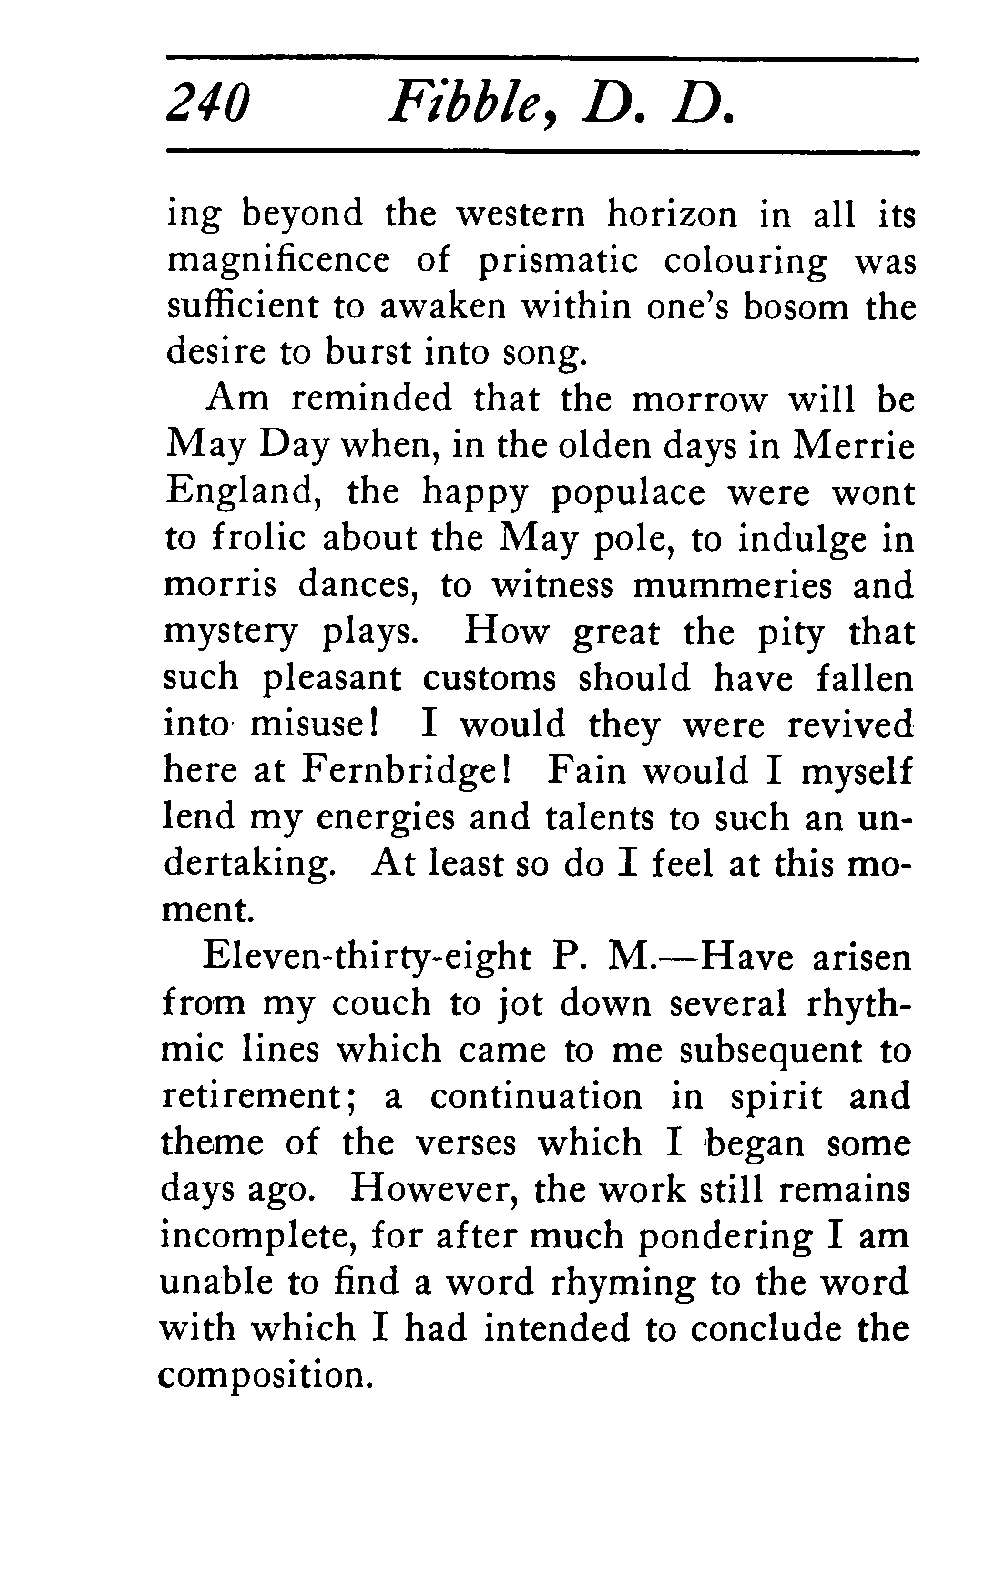 240 Fibble, D. D.
ing beyond the western horizon in all its
magnificence of prismatic colouring was
sufficient to awaken within one's bosom the
desire to burst into song.
Am reminded that the morrow will be
May Day when, in the olden days in Merrie
England, the happy populace were wont
to frolic about the May pole, to indulge in
morris dances, to witness mummeries and
mystery plays. How great the pity that
such pleasant customs should have fallen
into misuse! I would they were revived
here at Fernbridge! Fain would I myself
lend my energies and talents to such an un-
dertaking. At least so do I feel at this mo-
ment.
Eleven-thirty-eight P. M.—Have arisen
from my couch to jot down several rhyth-
mic lines which came to me subsequent to
retirement; a continuation in spirit and
theme of the verses which I began some
days ago. However, the work still remains
incomplete, for after much pondering I am
unable to find a word rhyming to the word
with which I had intended to conclude the
composition.